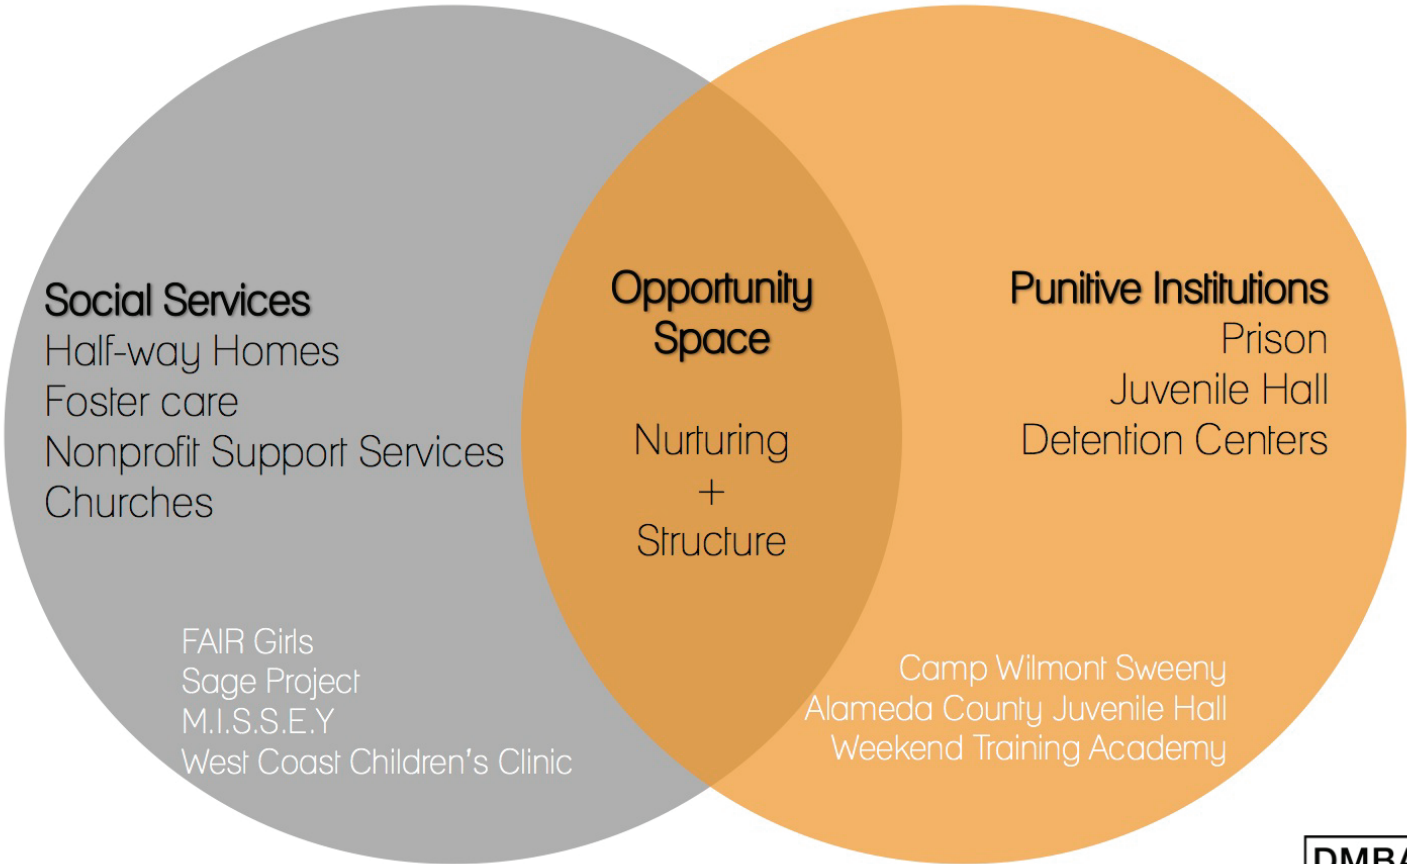 Social Services
Half-way Homes
Foster care
Nonprofit Support Services
Churches
FAIR Girls
Sage Project
M.I.S.S.E.Y
West Coast Children's Clinic
Opportunity
Space
Nurturing
+
Structure
Punitive Institutions
Prison
Juvenile Hall
Detention Centers
Camp Wilmont Sweeny
Alameda County Juvenile Hall
Weekend Training Academy
DMBA